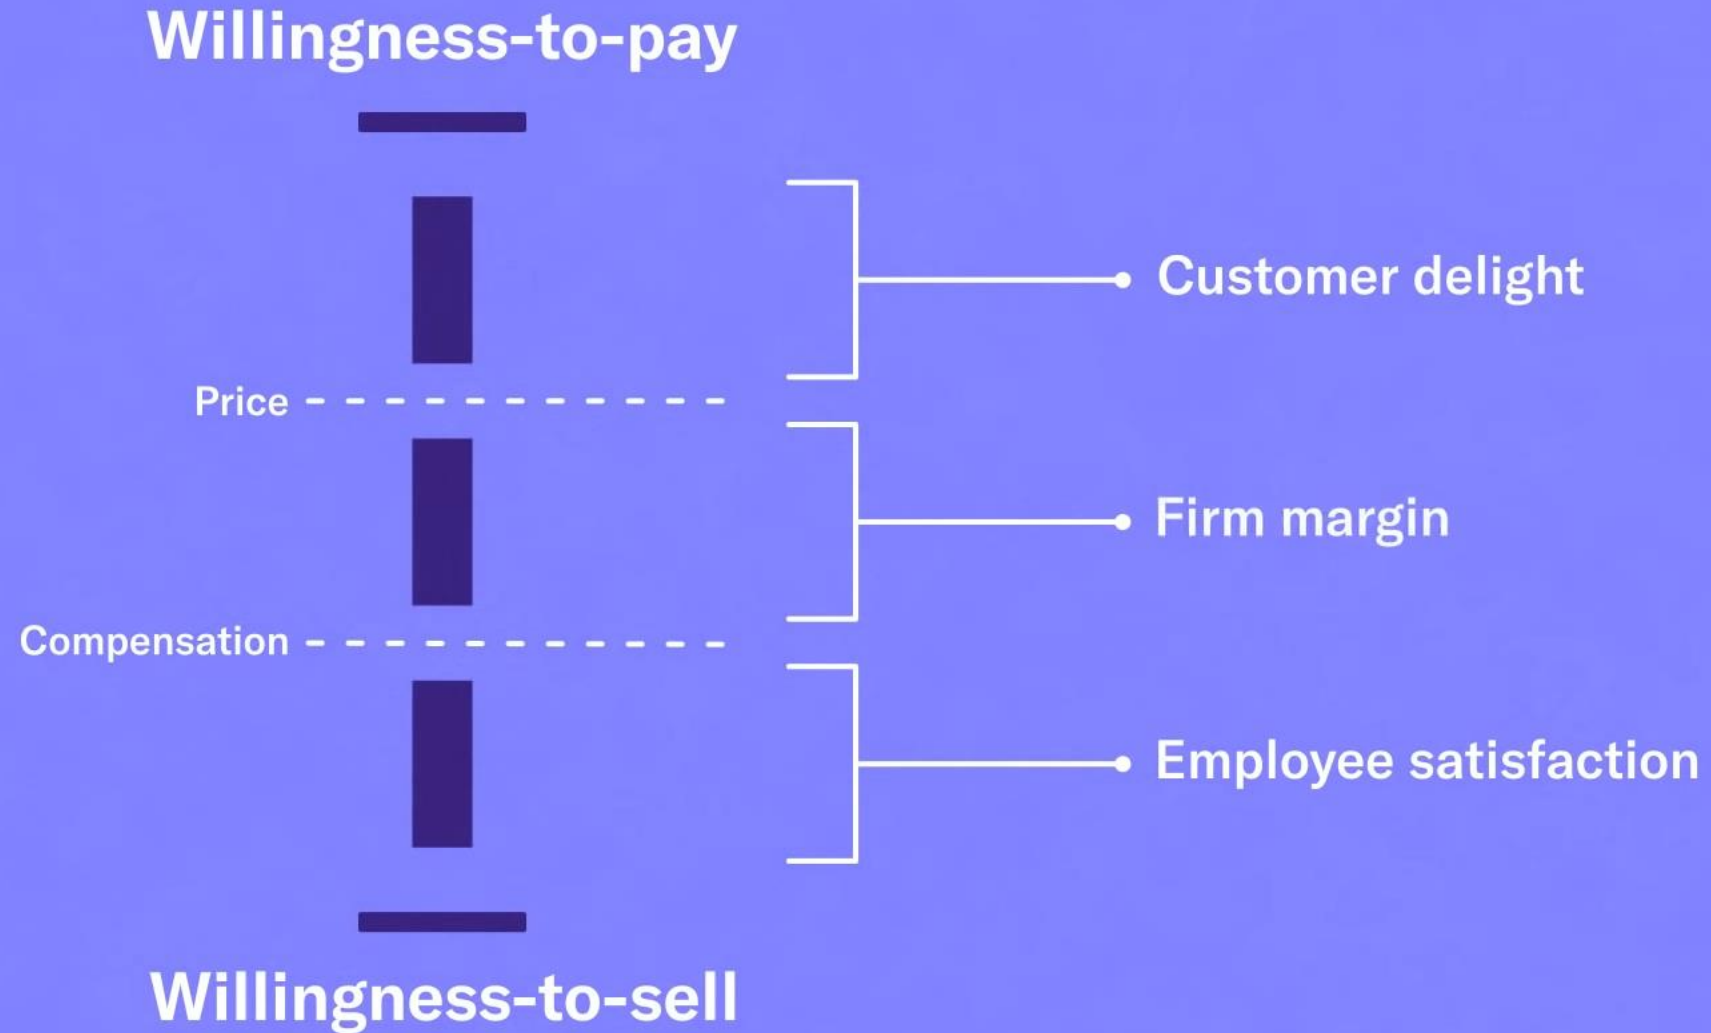 Willingness-to-pay
Customer delight
Price
Firm margin
Compensation
Employee satisfaction
Willingness-to-sell